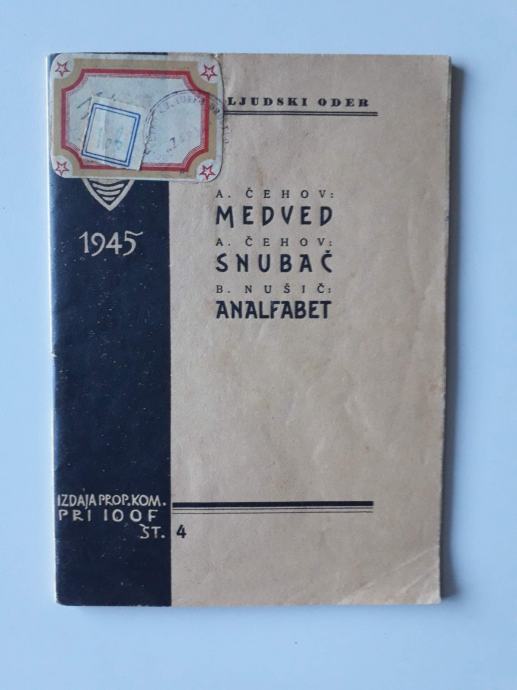 LJUDSKI ODER
1945
A. ČEHOV:
MEDVED
A. ČEHOV:
SNUBAČ
B. NUŠIČ:
ANALFABET
IZDAJA PROP. KOM.
PRI IOOF
ŠT. 4